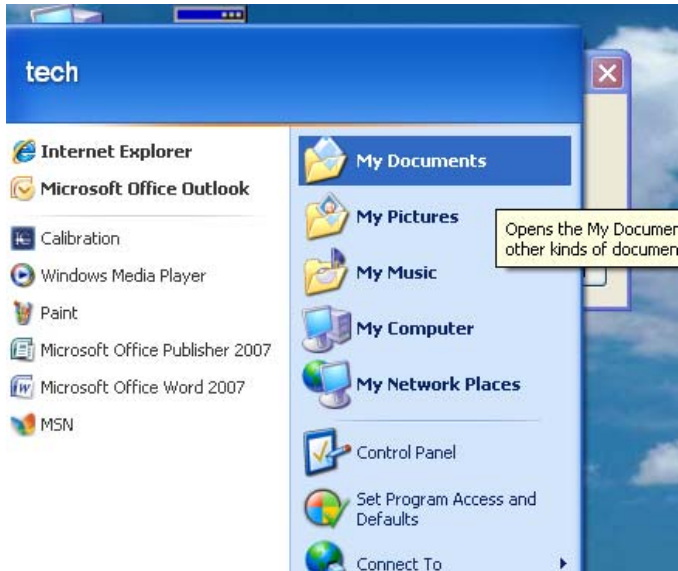 tech
Internet Explorer
Microsoft Office Outlook
Calibration
Windows Media Player
Paint
Microsoft Office Publisher 2007
Microsoft Office Word 2007
MSN
My Documents
My Pictures
Opens the My Documen
other kinds of documen
My Music
My Computer
My Network Places
Control Panel
Set Program Access and
Defaults
Connect To